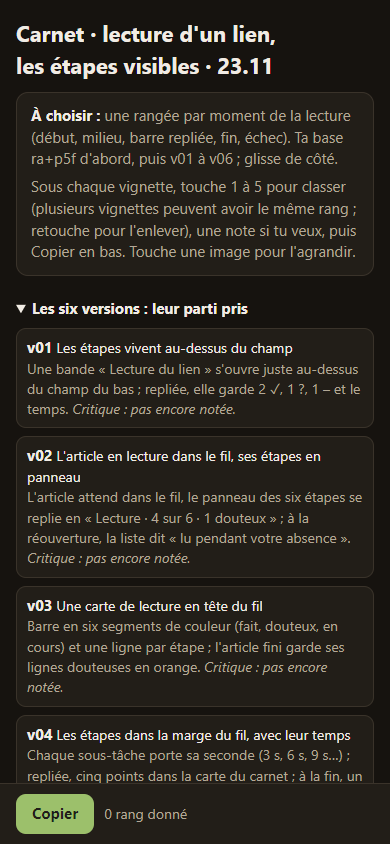 Carnet · lecture d'un lien,
les étapes visibles · 23.11
À choisir : une rangée par moment de la lecture
(début, milieu, barre repliée, fin, échec). Ta base
ra+p5f d'abord, puis v01 à v06 ; glisse de côté.
Sous chaque vignette, touche 1 à 5 pour classer
(plusieurs vignettes peuvent avoir le même rang ;
retouche pour l'enlever), une note si tu veux, puis
Copier en bas. Touche une image pour l'agrandir.
▼ Les six versions : leur parti pris
v01 Les étapes vivent au-dessus du champ
Une bande « Lecture du lien » s'ouvre juste au-dessus
du champ du bas ; repliée, elle garde 2 ✓, 1 ?, 1 – et le
temps. Critique : pas encore notée.
v02 L'article en lecture dans le fil, ses étapes en
panneau
L'article attend dans le fil, le panneau des six étapes se
replie en « Lecture · 4 sur 6 · 1 douteux » ; à la
réouverture, la liste dit « lu pendant votre absence ».
Critique : pas encore notée.
v03 Une carte de lecture en tête du fil
Barre en six segments de couleur (fait, douteux, en
cours) et une ligne par étape ; l'article fini garde ses
lignes douteuses en orange. Critique : pas encore
notée.
v04 Les étapes dans la marge du fil, avec leur temps
Chaque sous-tâche porte sa seconde (3 s, 6 s, 9 s…) ;
repliée, cinq points dans la carte du carnet ; à la fin, un
Copier
0 rang donné